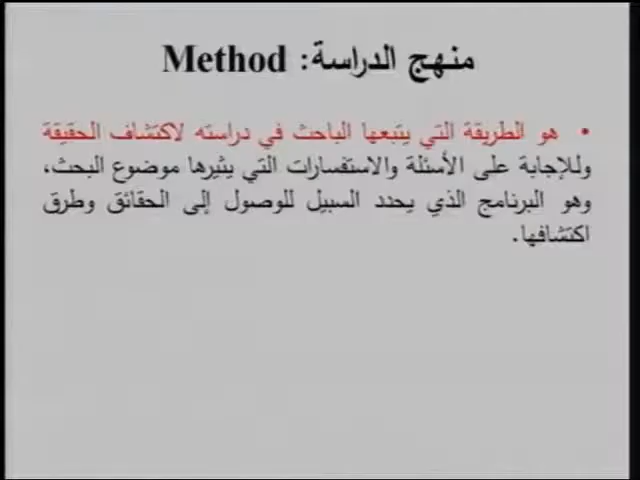 منهج الدراسة: Method
• هو الطريقة التي يتبعها الباحث في دراسته لاكتشاف الحقيقة
وللإجابة على الأسئلة والاستفسارات التي يثيرها موضوع البحث،
وهو البرنامج الذي يحدد السبيل للوصول إلى الحقائق وطرق
اكتشافها.